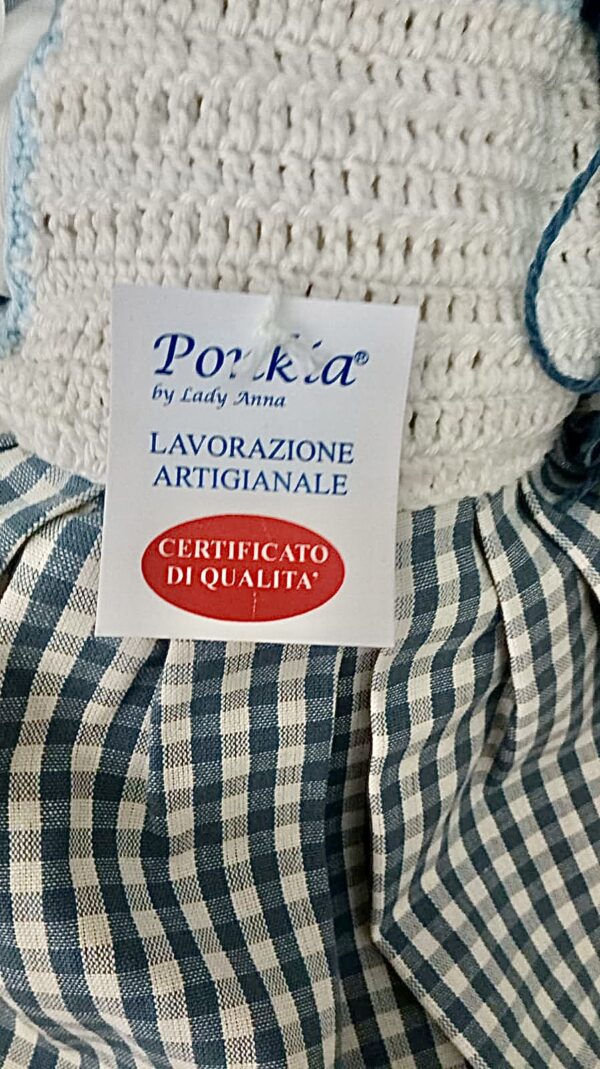 by Lady Anna
LAVORAZIONE
ARTIGIANALE
CERTIFICATO
DI QUALITA'